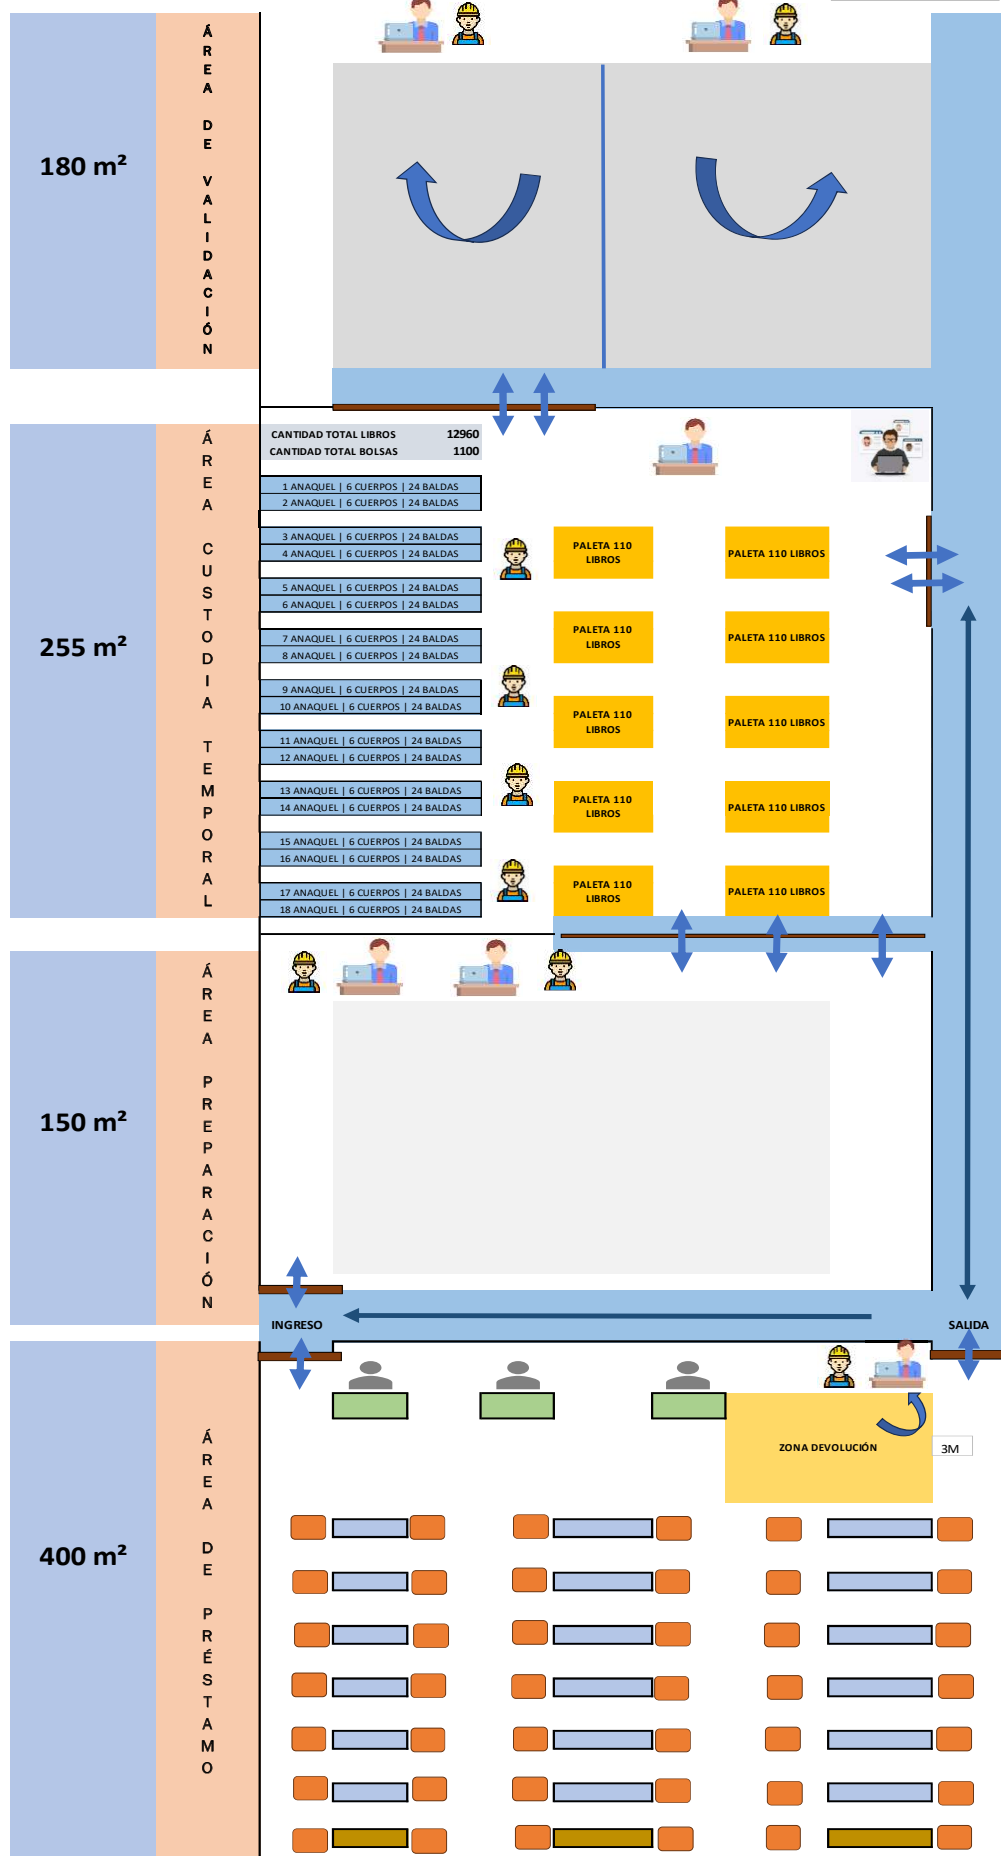 180 m²
ÁREA DE VALIDACIÓN
255 m²
ÁREA CUSTODIA TEMPORAL
CANTIDAD TOTAL LIBROS 12960
CANTIDAD TOTAL BOLSAS 1100
1 ANAQUEL | 6 CUERPOS | 24 BALDAS
2 ANAQUEL | 6 CUERPOS | 24 BALDAS
3 ANAQUEL | 6 CUERPOS | 24 BALDAS
4 ANAQUEL | 6 CUERPOS | 24 BALDAS
5 ANAQUEL | 6 CUERPOS | 24 BALDAS
6 ANAQUEL | 6 CUERPOS | 24 BALDAS
7 ANAQUEL | 6 CUERPOS | 24 BALDAS
8 ANAQUEL | 6 CUERPOS | 24 BALDAS
9 ANAQUEL | 6 CUERPOS | 24 BALDAS
10 ANAQUEL | 6 CUERPOS | 24 BALDAS
11 ANAQUEL | 6 CUERPOS | 24 BALDAS
12 ANAQUEL | 6 CUERPOS | 24 BALDAS
13 ANAQUEL | 6 CUERPOS | 24 BALDAS
14 ANAQUEL | 6 CUERPOS | 24 BALDAS
15 ANAQUEL | 6 CUERPOS | 24 BALDAS
16 ANAQUEL | 6 CUERPOS | 24 BALDAS
17 ANAQUEL | 6 CUERPOS | 24 BALDAS
18 ANAQUEL | 6 CUERPOS | 24 BALDAS
PALETA 110
LIBROS
PALETA 110 LIBROS
PALETA 110
LIBROS
PALETA 110 LIBROS
PALETA 110
LIBROS
PALETA 110 LIBROS
PALETA 110
LIBROS
PALETA 110 LIBROS
PALETA 110
LIBROS
PALETA 110 LIBROS
150 m²
ÁREA PREPARACIÓN
INGRESO
SALIDA
400 m²
ÁREA DE PRÉSTAMO
ZONA DEVOLUCIÓN
3M